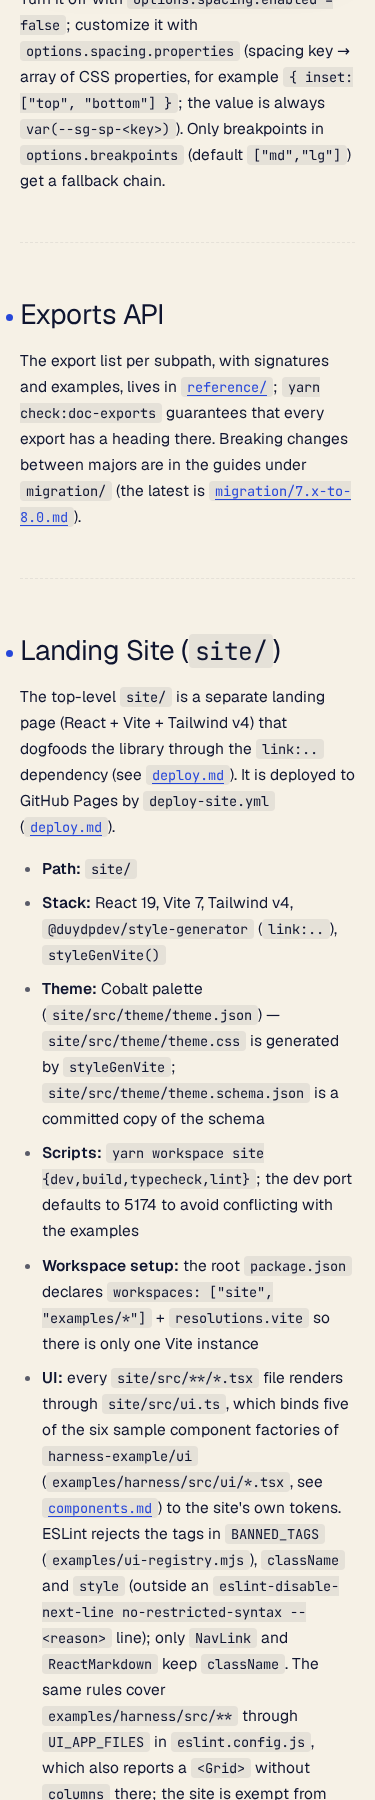 Turn it off with options.spacing.enabled =
false; customize it with
options.spacing.properties (spacing key →
array of CSS properties, for example { inset:
["top", "bottom"] }; the value is always
var(--sg-sp-<key>)). Only breakpoints in
options.breakpoints (default ["md","lg"])
get a fallback chain.
Exports API
The export list per subpath, with signatures
and examples, lives in reference/; yarn
check:doc-exports guarantees that every
export has a heading there. Breaking changes
between majors are in the guides under
migration/ (the latest is migration/7.x-to-
8.0.md).
Landing Site (site/)
The top-level site/ is a separate landing
page (React + Vite + Tailwind v4) that
dogfoods the library through the link:..
dependency (see deploy.md). It is deployed to
GitHub Pages by deploy-site.yml
(deploy.md).
• Path: site/
• Stack: React 19, Vite 7, Tailwind v4,
@duydpdev/style-generator (link:..),
styleGenVite()
• Theme: Cobalt palette
(site/src/theme/theme.json) —
site/src/theme/theme.css is generated
by styleGenVite;
site/src/theme/theme.schema.json is a
committed copy of the schema
• Scripts: yarn workspace site
{dev,build,typecheck,lint}; the dev port
defaults to 5174 to avoid conflicting with
the examples
• Workspace setup: the root package.json
declares workspaces: ["site",
"examples/*"] + resolutions.vite so
there is only one Vite instance
• UI: every site/src/**/*.tsx file renders
through site/src/ui.ts, which binds five
of the six sample component factories of
harness-example/ui
(examples/harness/src/ui/*.tsx, see
components.md) to the site's own tokens.
ESLint rejects the tags in BANNED_TAGS
(examples/ui-registry.mjs), className
and style (outside an eslint-disable-
next-line no-restricted-syntax --
<reason> line); only NavLink and
ReactMarkdown keep className. The
same rules cover
examples/harness/src/** through
UI_APP_FILES in eslint.config.js,
which also reports a <Grid> without
columns there; the site is exempt from